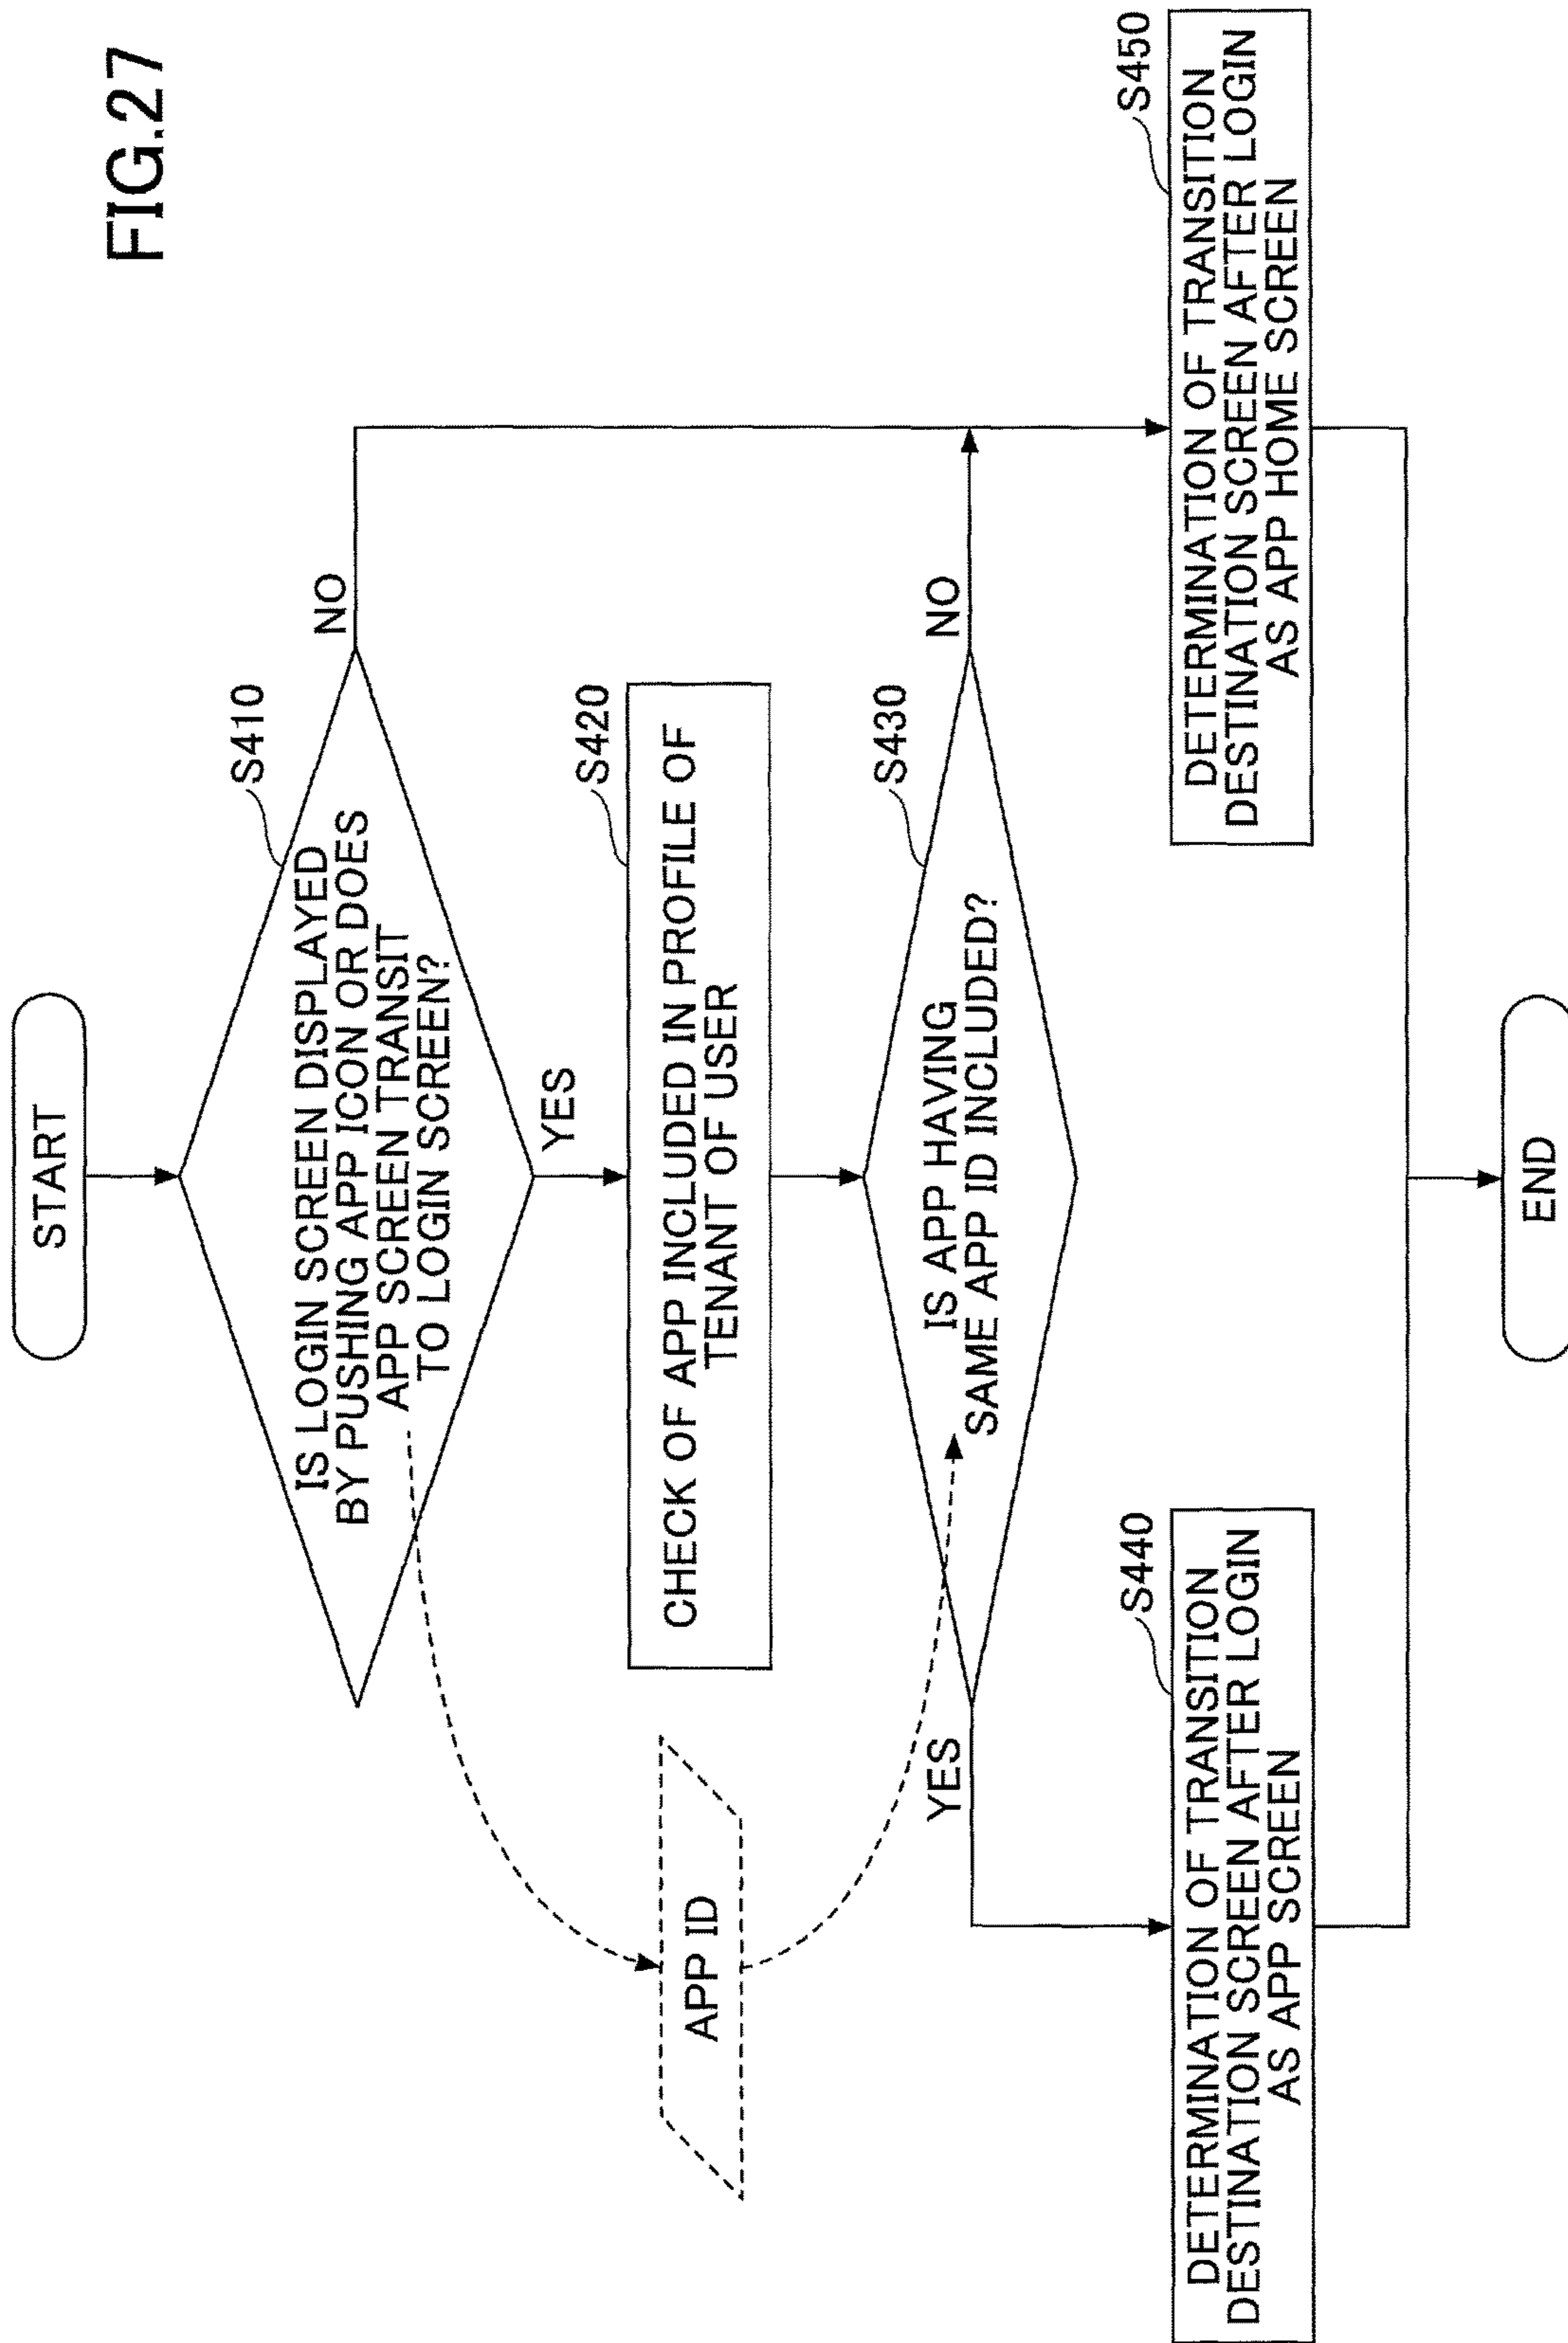 FIG.27
START
S410
IS LOGIN SCREEN DISPLAYED
BY PUSHING APP ICON OR DOES
APP SCREEN TRANSIT
TO LOGIN SCREEN?
NO
YES
S420
CHECK OF APP INCLUDED IN PROFILE OF
TENANT OF USER
APP ID
S430
IS APP HAVING
SAME APP ID INCLUDED?
YES
NO
S440
DETERMINATION OF TRANSITION
DESTINATION SCREEN AFTER LOGIN
AS APP SCREEN
S450
DETERMINATION OF TRANSITION
DESTINATION SCREEN AFTER LOGIN
AS APP HOME SCREEN
END